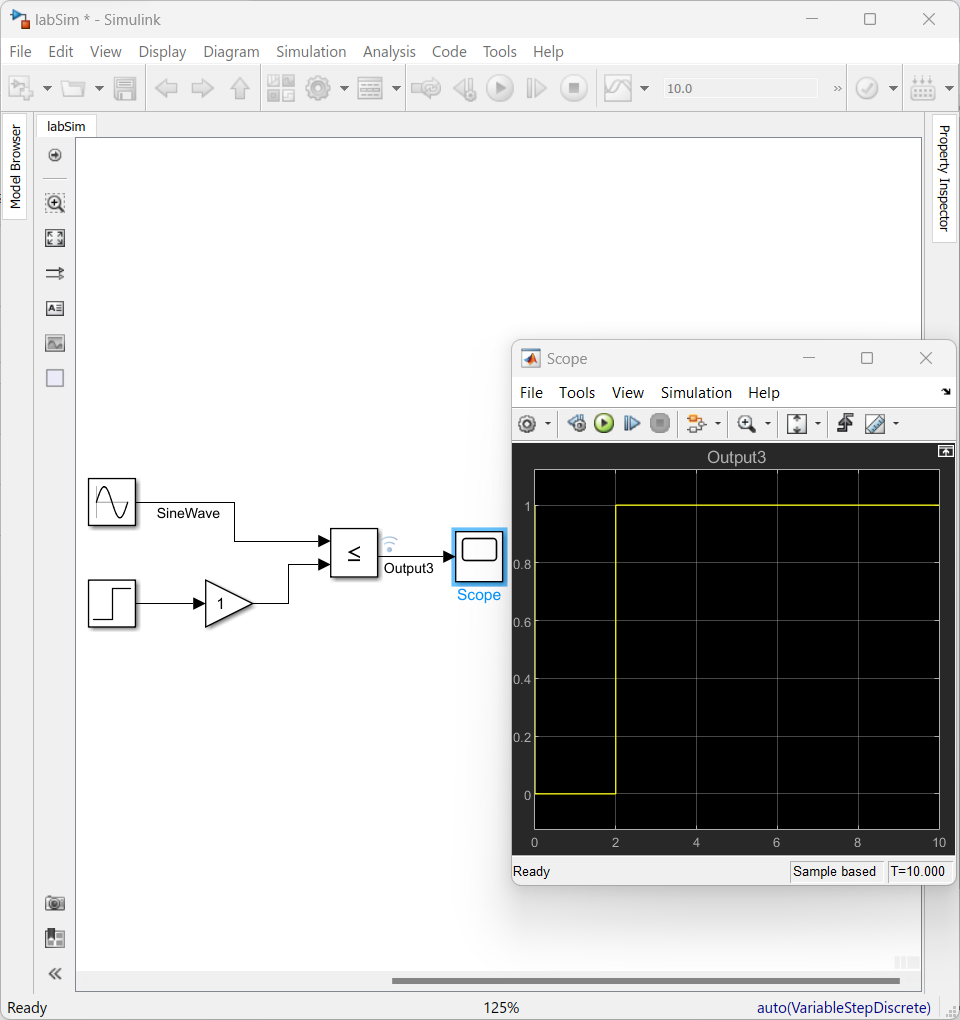 labSim * - Simulink
File Edit View Display Diagram Simulation Analysis Code Tools Help
10.0 »
Model Browser
labSim
Property Inspector
Scope
File Tools View Simulation Help
Output3
1
0.8
0.6
0.4
0.2
0
0 2 4 6 8 10
Ready Sample based T=10.000
SineWave
≤
Output3
Scope
1
A
Ready 125% auto(VariableStepDiscrete)